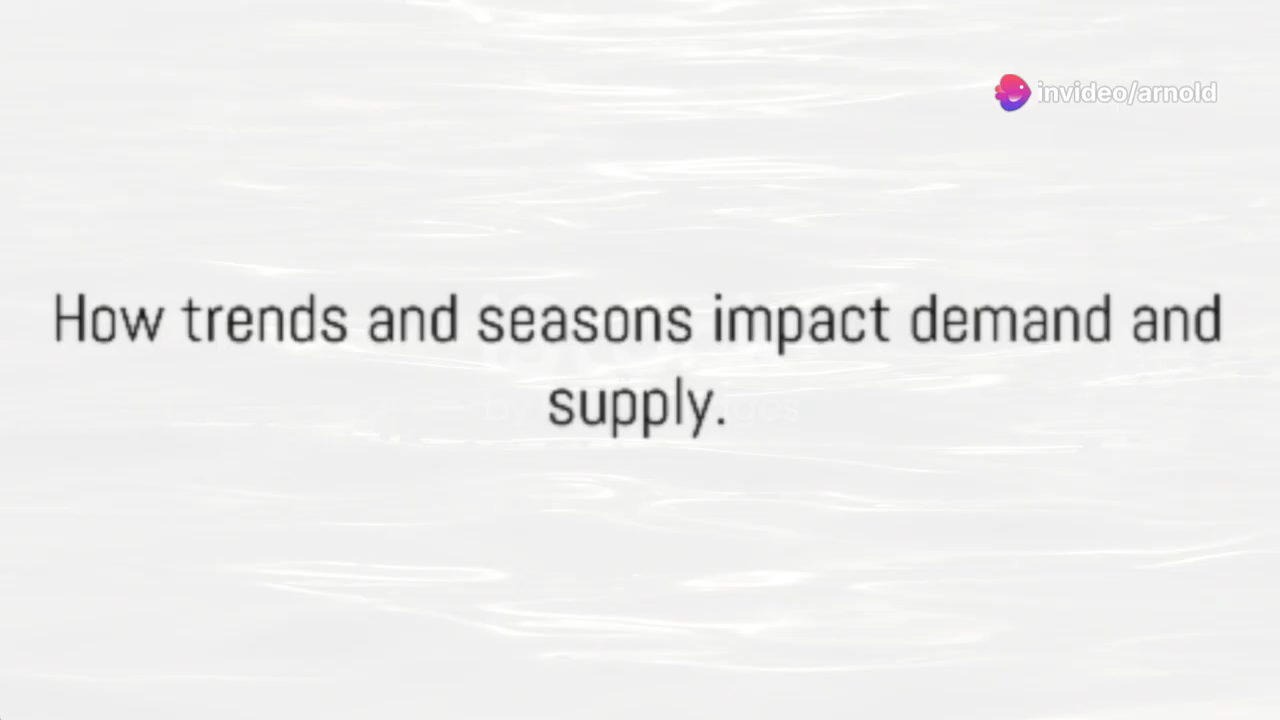 invideo/arnold
How trends and seasons impact demand and
supply.